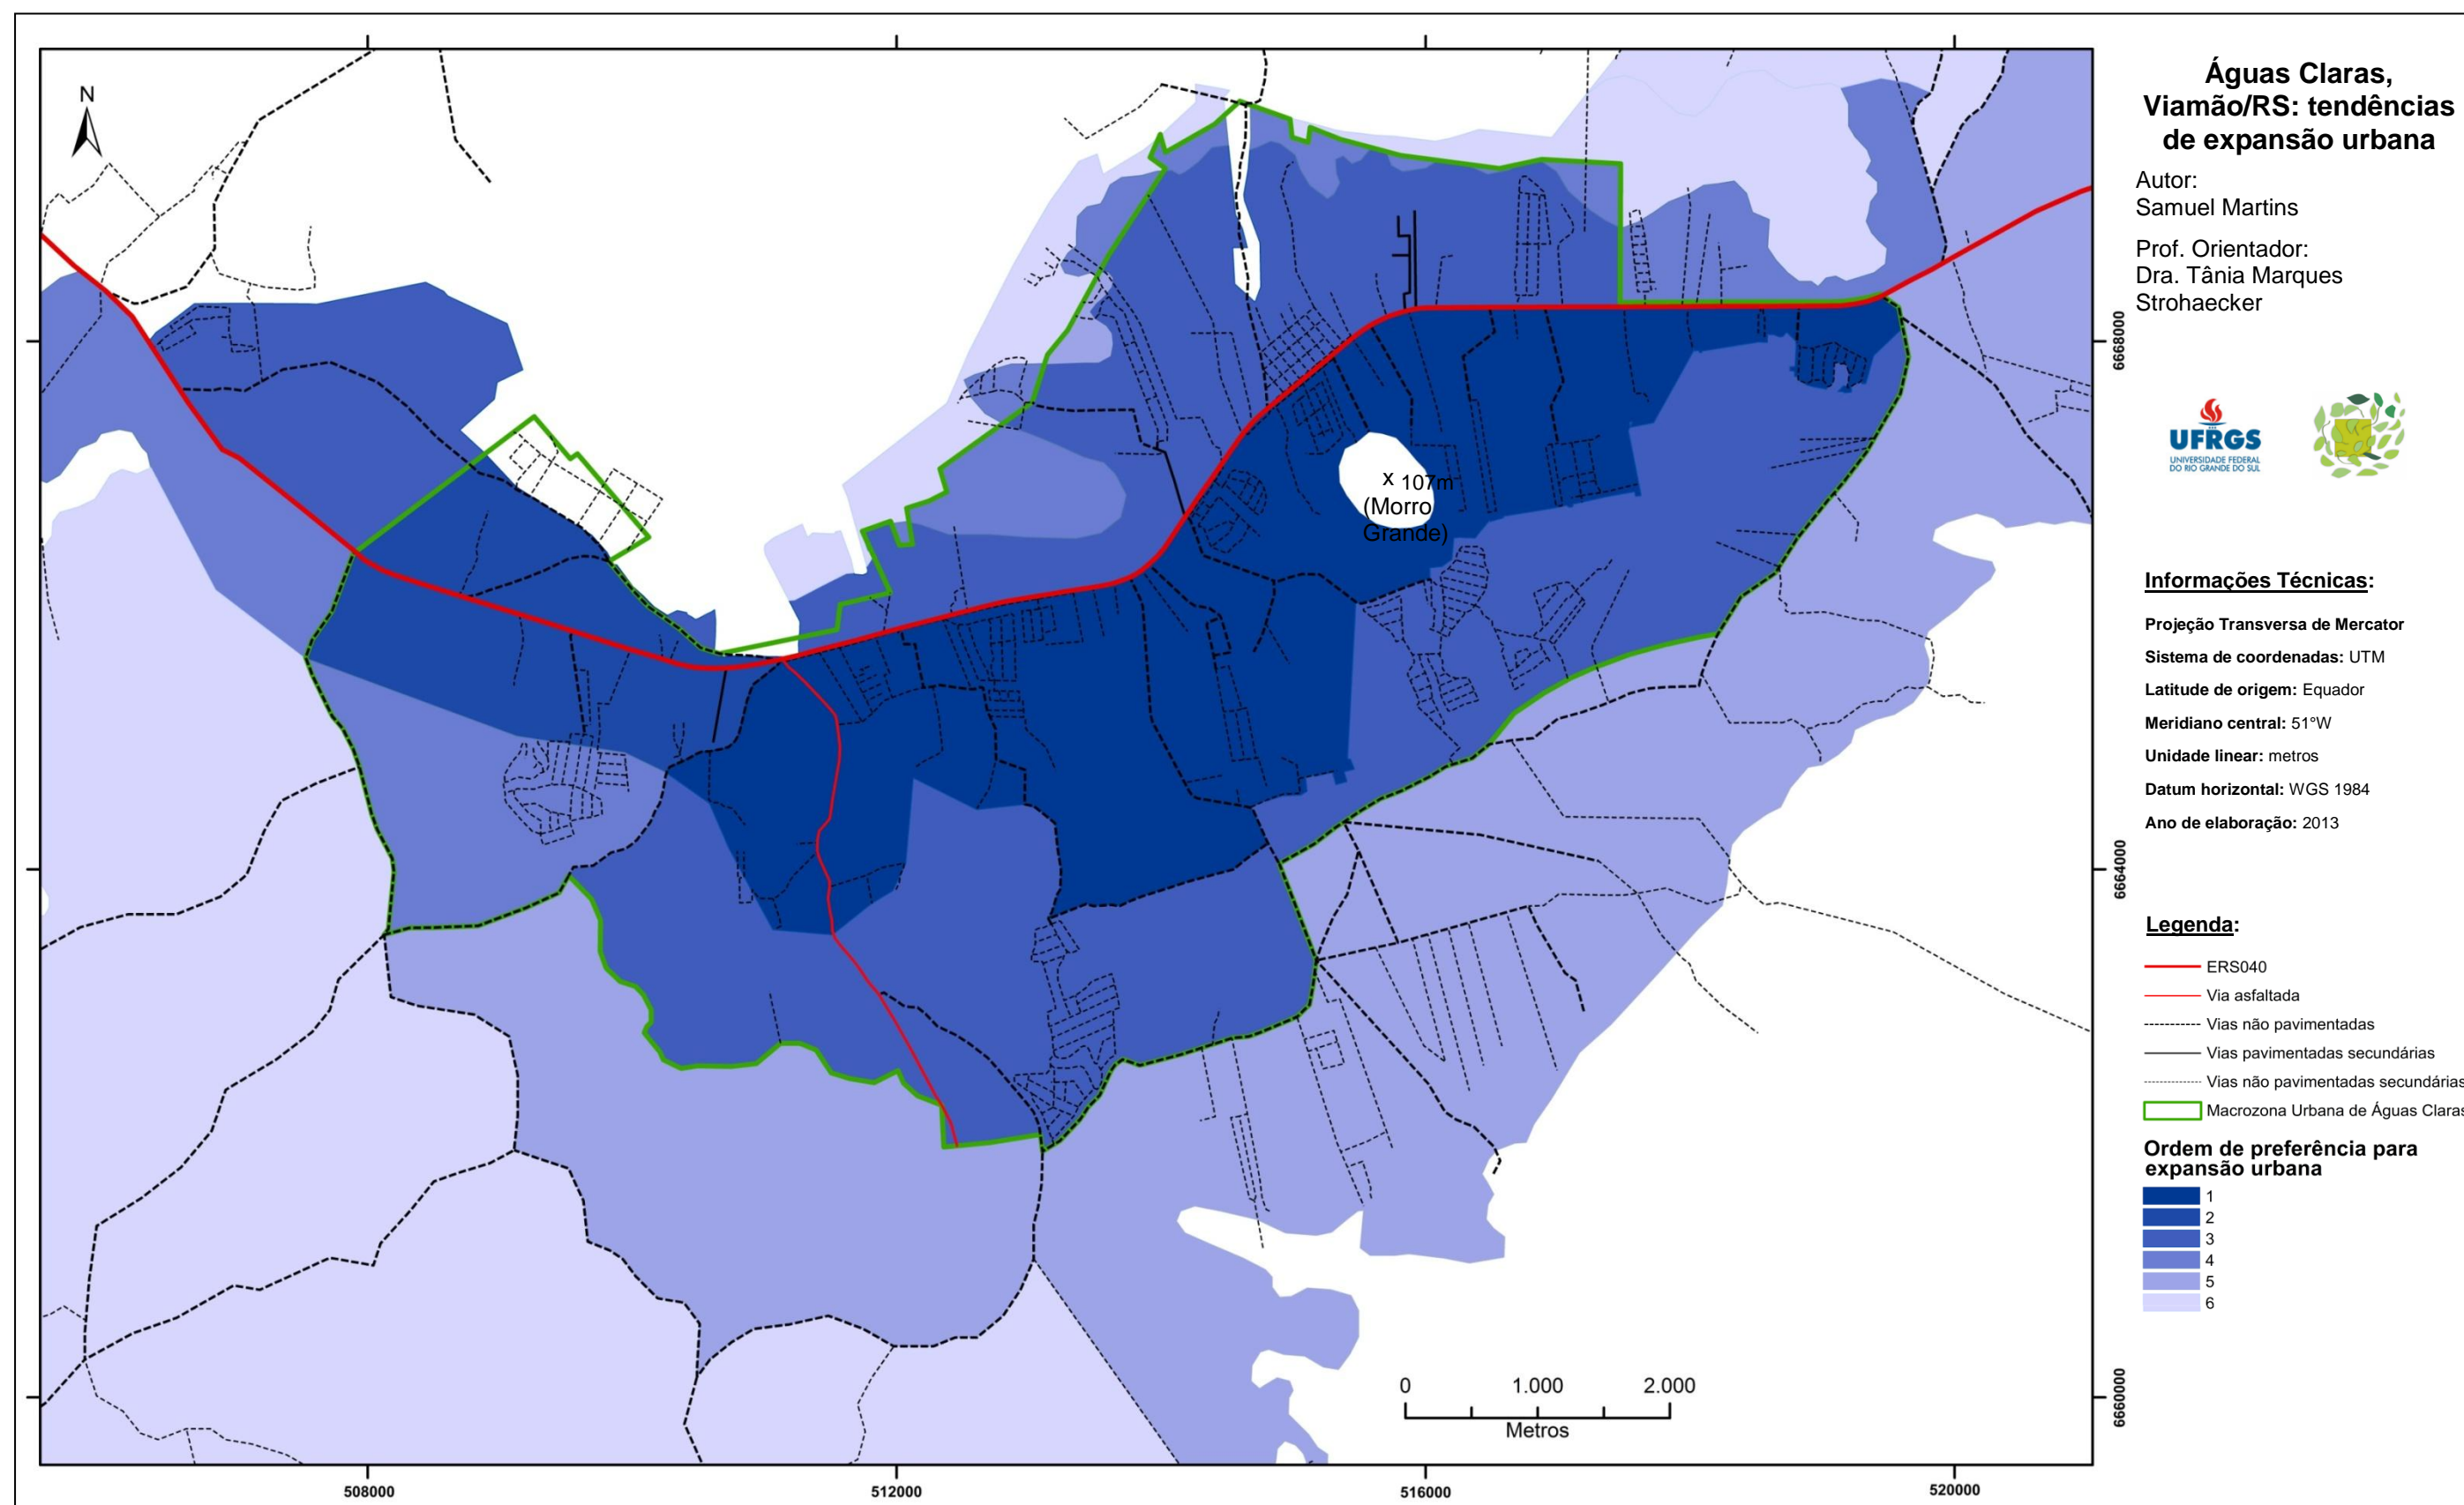 Águas Claras,
Viamão/RS: tendências
de expansão urbana
Autor:
Samuel Martins
Prof. Orientador:
Dra. Tânia Marques
Strohaecker
UFRGS
UNIVERSIDADE FEDERAL
DO RIO GRANDE DO SUL
Informações Técnicas:
Projeção Transversa de Mercator
Sistema de coordenadas: UTM
Latitude de origem: Equador
Meridiano central: 51°W
Unidade linear: metros
Datum horizontal: WGS 1984
Ano de elaboração: 2013
Legenda:
ERS040
Via asfaltada
Vias não pavimentadas
Vias pavimentadas secundárias
Vias não pavimentadas secundárias
Macrozona Urbana de Águas Claras
Ordem de preferência para
expansão urbana
1
2
3
4
5
6
N
x 107m
(Morro
Grande)
0 1.000 2.000
Metros
6668000
6664000
6660000
508000 512000 516000 520000